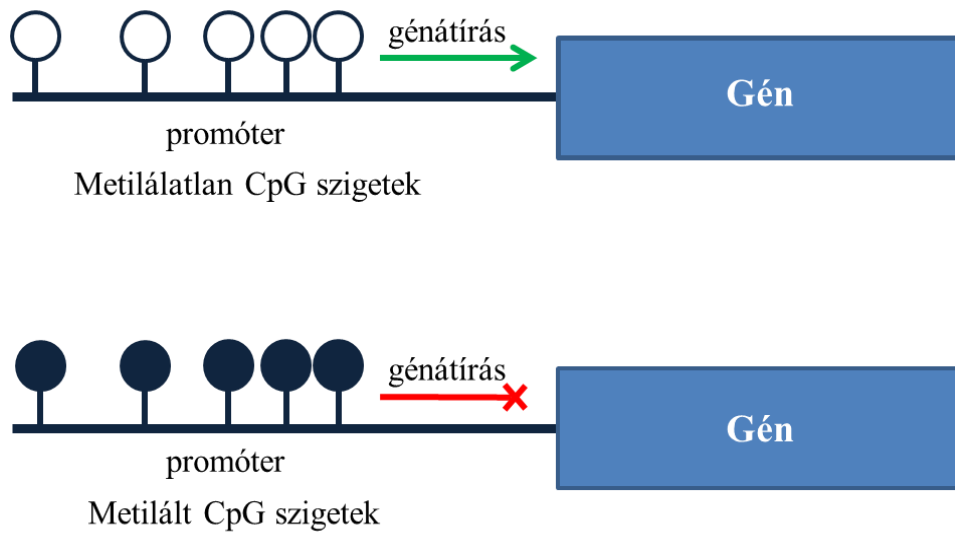 génátírás
Gén
promóter
Metilálatlan CpG szigetek
génátírás
Gén
promóter
Metilált CpG szigetek